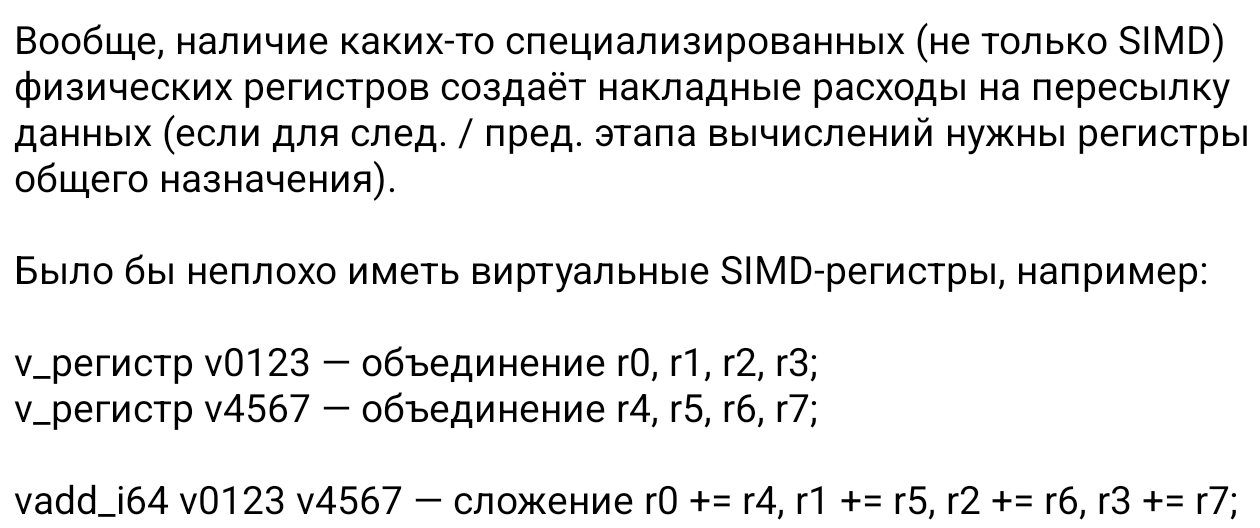 Вообще, наличие каких-то специализированных (не только SIMD)
физических регистров создаёт накладные расходы на пересылку
данных (если для след. / пред. этапа вычислений нужны регистры
общего назначения).
Было бы неплохо иметь виртуальные SIMD-регистры, например:
v_регистр v0123 — объединение r0, r1, r2, r3;
v_регистр v4567 — объединение r4, r5, r6, r7;
vadd_i64 v0123 v4567 — сложение r0 += r4, r1 += r5, r2 += r6, r3 += r7;